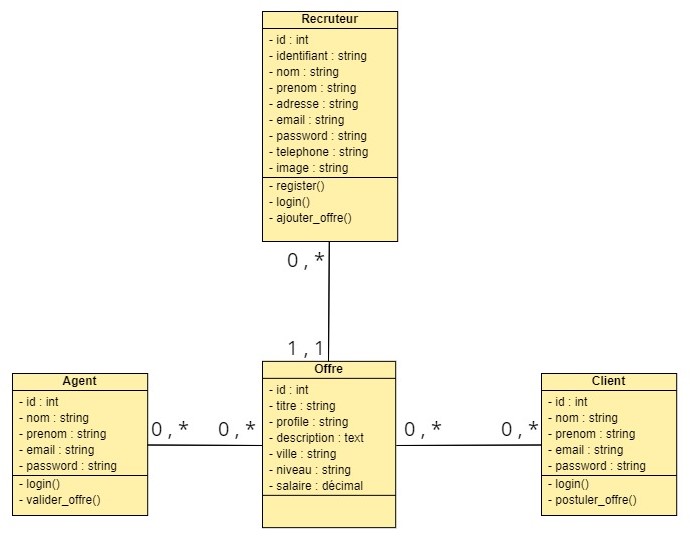 Recruteur
- id : int
- identifiant : string
- nom : string
- prenom : string
- adresse : string
- email : string
- password : string
- telephone : string
- image : string
- register()
- login()
- ajouter_offre()
0 , *
1 , 1
Agent
- id : int
- nom : string
- prenom : string
- email : string
- password : string
- login()
- valider_offre()
0 , *
0 , *
Offre
- id : int
- titre : string
- profile : string
- description : text
- ville : string
- niveau : string
- salaire : décimal
0 , *
0 , *
Client
- id : int
- nom : string
- prenom : string
- email : string
- password : string
- login()
- postuler_offre()